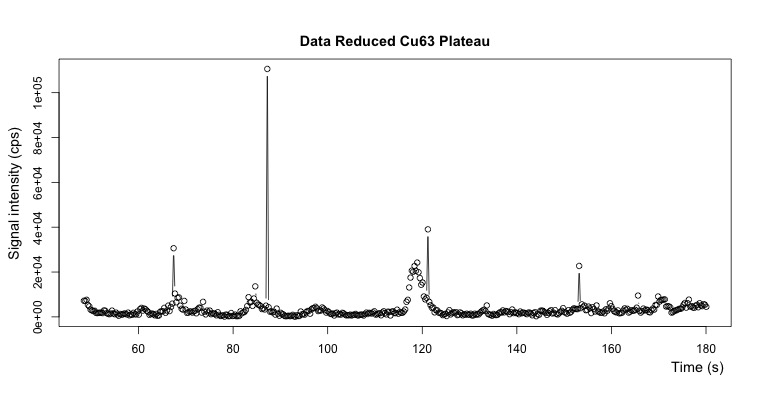 Data Reduced Cu63 Plateau
Signal intensity (cps)
1e+05
8e+04
6e+04
4e+04
2e+04
0e+00
60 80 100 120 140 160 180
Time (s)